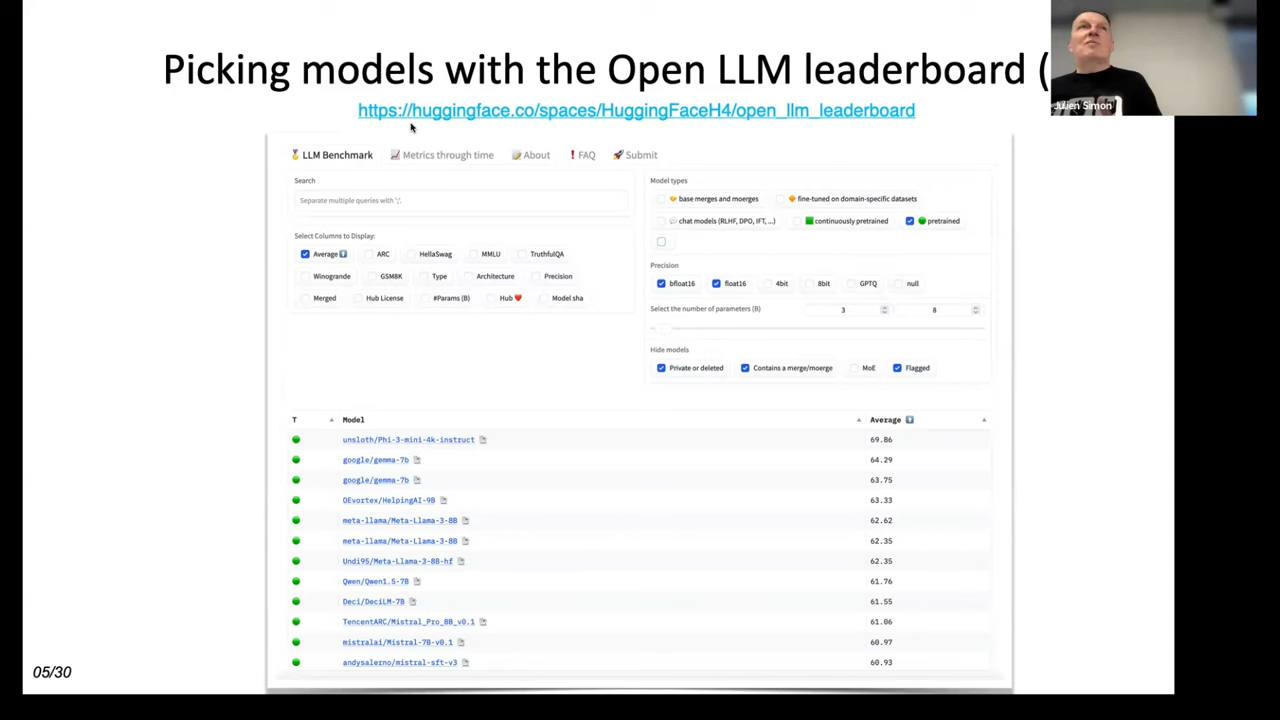 Picking models with the Open LLM leaderboard (
Julien Simon
https://huggingface.co/spaces/HuggingFaceH4/open_llm_leaderboard
LLM Benchmark Metrics through time About FAQ Submit
Search
Separate multiple queries with ';'.
Select Columns to Display:
Average ARC HellaSwag MMLU TruthfulQA
Winogrande GSM8K Type Architecture Precision
Merged Hub License #Params (B) Hub Model sha
Model types
base merges and moerges fine-tuned on domain-specific datasets
chat models (RLHF, DPO, IFT, ...) continuously pretrained pretrained
Precision
bfloat16 float16 4bit 8bit GPTQ null
Select the number of parameters (B) 3 8
Hide models
Private or deleted Contains a merge/moerge MoE Flagged
T Model Average
unsloth/Phi-3-mini-4k-instruct 69.86
google/gemma-7b 64.29
google/gemma-7b 63.75
OEvortex/HelpingAI-9B 63.33
meta-llama/Meta-Llama-3-8B 62.62
meta-llama/Meta-Llama-3-8B 62.35
Undi95/Meta-Llama-3-8B-hf 62.35
Qwen/Qwen1.5-7B 61.76
Deci/DeciLM-7B 61.55
TencentARC/Mistral_Pro_8B_v0.1 61.06
mistralai/Mistral-7B-v0.1 60.97
andysalerno/mistral-sft-v3 60.93
05/30